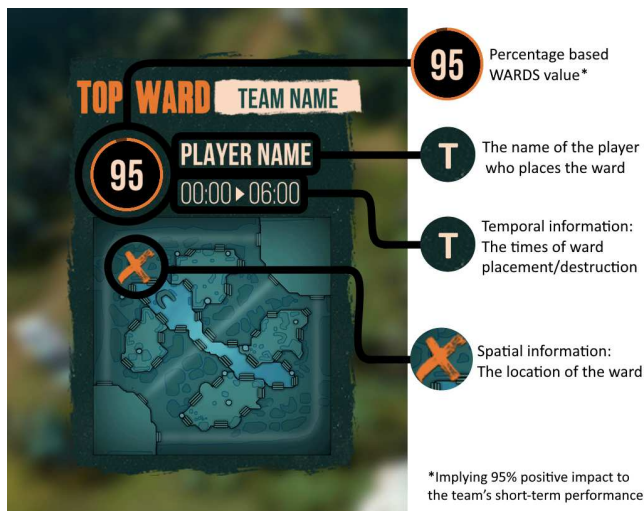 TOP WARD TEAM NAME
95
PLAYER NAME
00:00 ▸ 06:00
95
Percentage based
WARDS value*
T
The name of the player
who places the ward
T
Temporal information:
The times of ward
placement/destruction
Spatial information:
The location of the ward
*Implying 95% positive impact to
the team's short-term performance